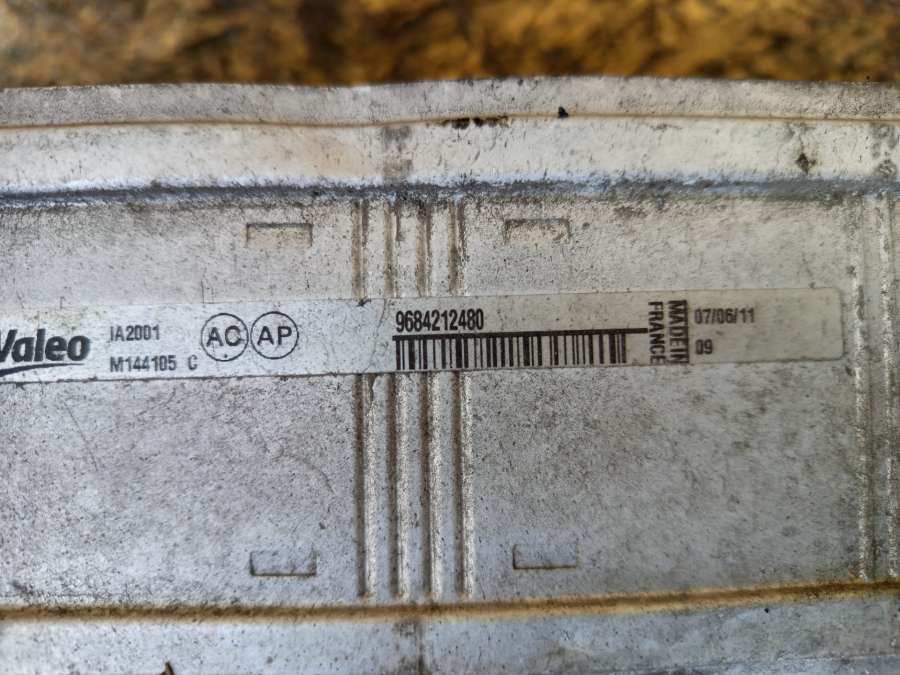 Valeo
IA2001
M144105 C
AC
AP
9684212480
MADE IN
FRANCE
07/06/11
09